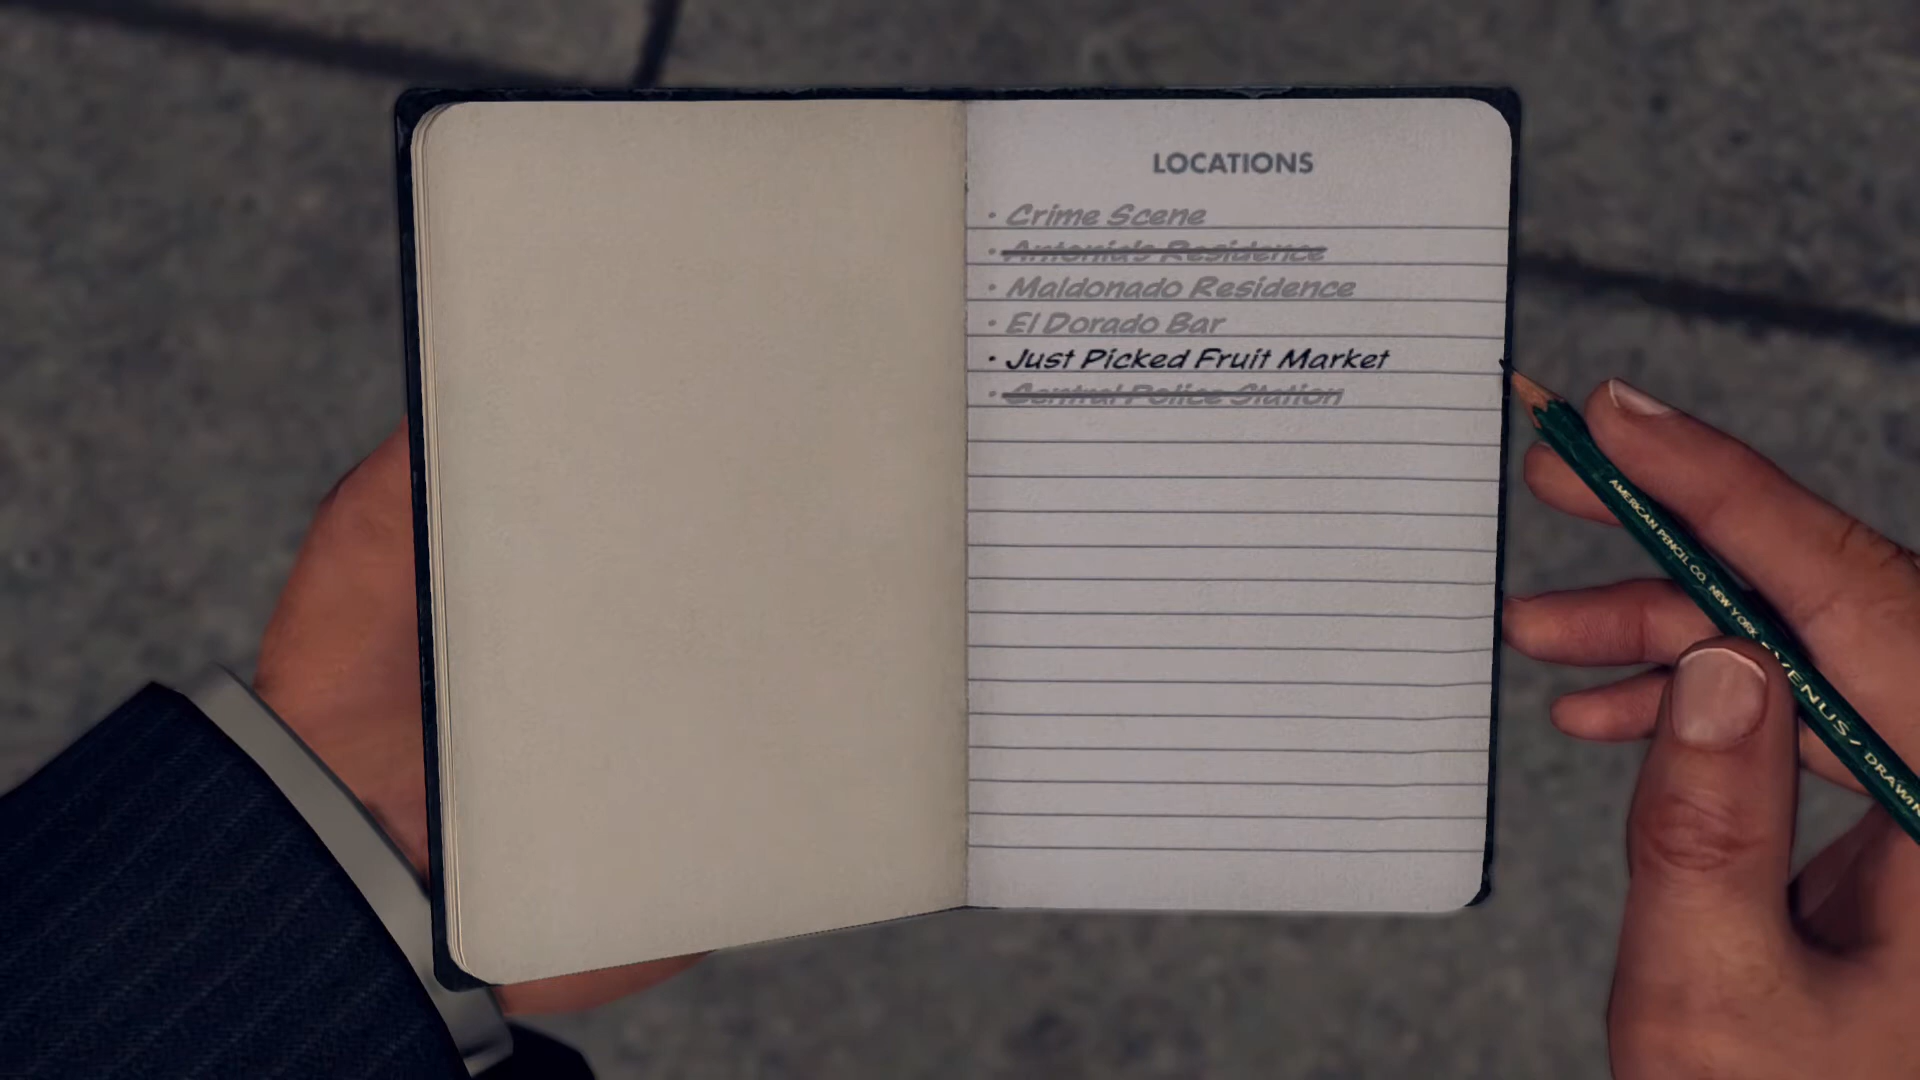 LOCATIONS
• Crime Scene
• Antonia's Residence
• Maldonado Residence
• El Dorado Bar
• Just Picked Fruit Market
• Central Police Station
AMERICAN PENCIL CO. NEW YORK VENUS DRAWIN